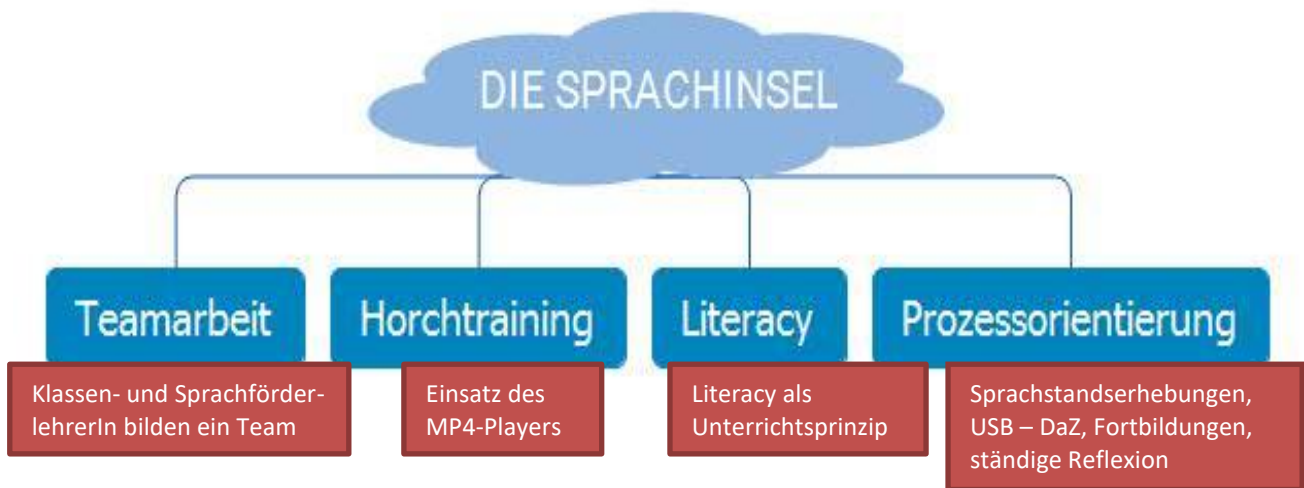 DIE SPRACHINSEL
Teamarbeit
Horchtraining
Literacy
Prozessorientierung
Klassen- und Sprachförder-
lehrerIn bilden ein Team
Einsatz des
MP4-Players
Literacy als
Unterrichtsprinzip
Sprachstandserhebungen,
USB – DaZ, Fortbildungen,
ständige Reflexion